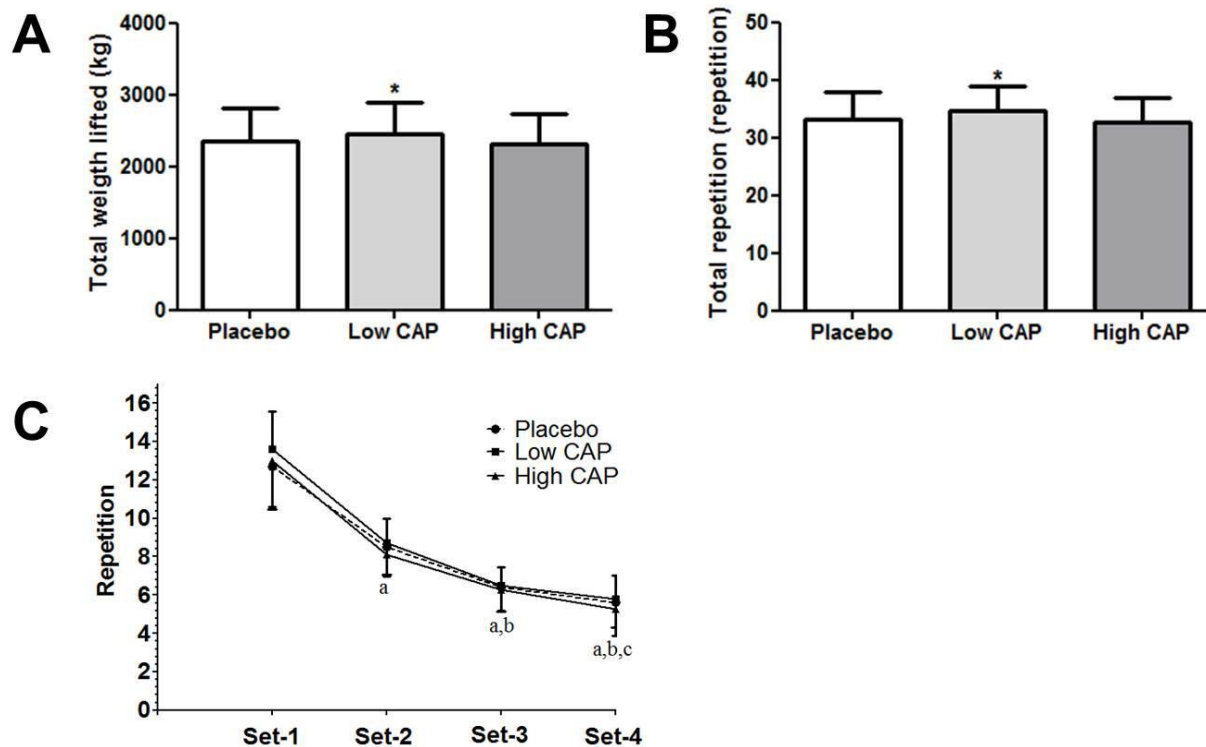 A
Total weigth lifted (kg)
4000
3000
2000
1000
0
*
Placebo Low CAP High CAP
B
Total repetition (repetition)
50
40
30
20
10
0
*
Placebo Low CAP High CAP
C
Repetition
16
14
12
10
8
6
4
2
0
Placebo
Low CAP
High CAP
a
a,b
a,b,c
Set-1 Set-2 Set-3 Set-4